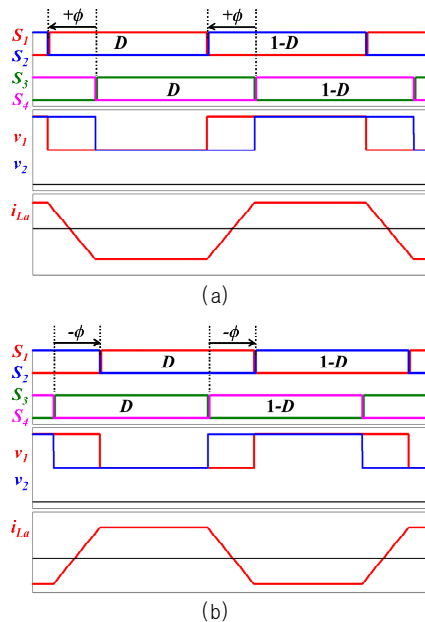 +ϕ +ϕ
S1 D 1-D
S2
S3 D 1-D
S4
v1
v2
iLa
(a)
-ϕ -ϕ
S1 D 1-D
S2
S3 D 1-D
S4
v1
v2
iLa
(b)